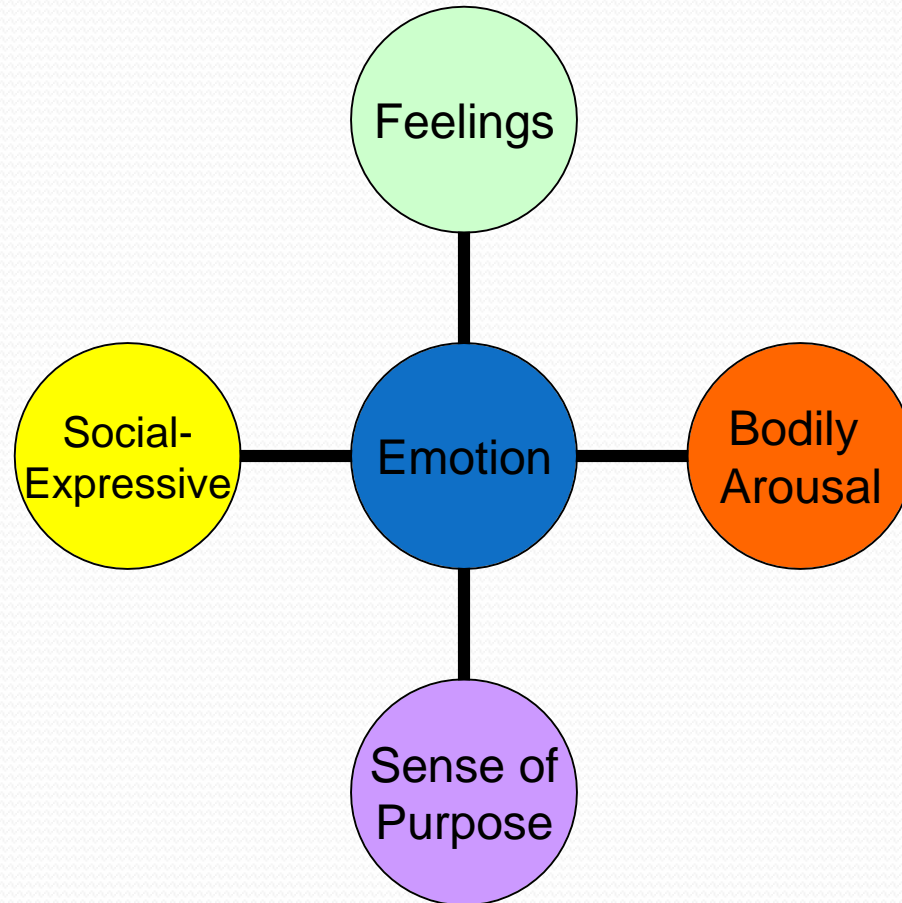 Feelings
Social-
Expressive
Emotion
Bodily
Arousal
Sense of
Purpose